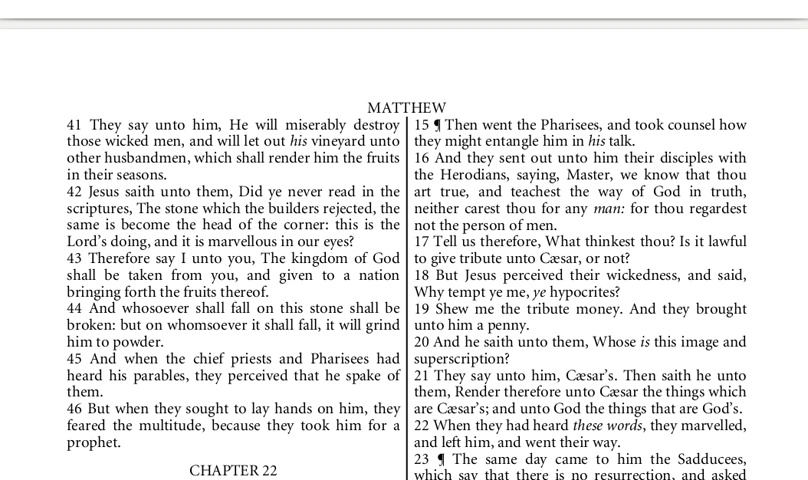 MATTHEW
41 They say unto him, He will miserably destroy
those wicked men, and will let out his vineyard unto
other husbandmen, which shall render him the fruits
in their seasons.
42 Jesus saith unto them, Did ye never read in the
scriptures, The stone which the builders rejected, the
same is become the head of the corner: this is the
Lord's doing, and it is marvellous in our eyes?
43 Therefore say I unto you, The kingdom of God
shall be taken from you, and given to a nation
bringing forth the fruits thereof.
44 And whosoever shall fall on this stone shall be
broken: but on whomsoever it shall fall, it will grind
him to powder.
45 And when the chief priests and Pharisees had
heard his parables, they perceived that he spake of
them.
46 But when they sought to lay hands on him, they
feared the multitude, because they took him for a
prophet.
CHAPTER 22
15 ¶ Then went the Pharisees, and took counsel how
they might entangle him in his talk.
16 And they sent out unto him their disciples with
the Herodians, saying, Master, we know that thou
art true, and teachest the way of God in truth,
neither carest thou for any man: for thou regardest
not the person of men.
17 Tell us therefore, What thinkest thou? Is it lawful
to give tribute unto Cæsar, or not?
18 But Jesus perceived their wickedness, and said,
Why tempt ye me, ye hypocrites?
19 Shew me the tribute money. And they brought
unto him a penny.
20 And he saith unto them, Whose is this image and
superscription?
21 They say unto him, Cæsar's. Then saith he unto
them, Render therefore unto Cæsar the things which
are Cæsar's; and unto God the things that are God's.
22 When they had heard these words, they marvelled,
and left him, and went their way.
23 ¶ The same day came to him the Sadducees,
which say that there is no resurrection, and asked